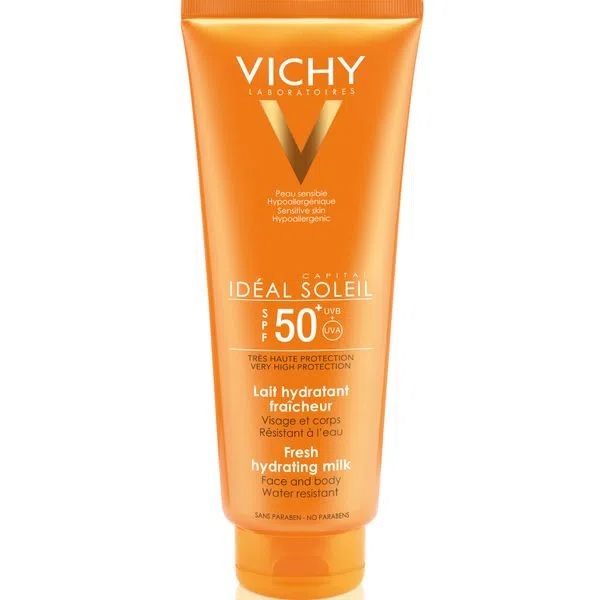 VICHY
LABORATOIRES
V
Peau sensible
Hypoallergénique
Sensitive skin
Hypoallergenic
CAPITAL
IDÉAL SOLEIL
SPF 50+ UVB + UVA
TRÈS HAUTE PROTECTION
VERY HIGH PROTECTION
Lait hydratant
fraîcheur
Visage et corps
Résistant à l'eau
Fresh
hydrating milk
Face and body
Water resistant
SANS PARABEN - NO PARABENS